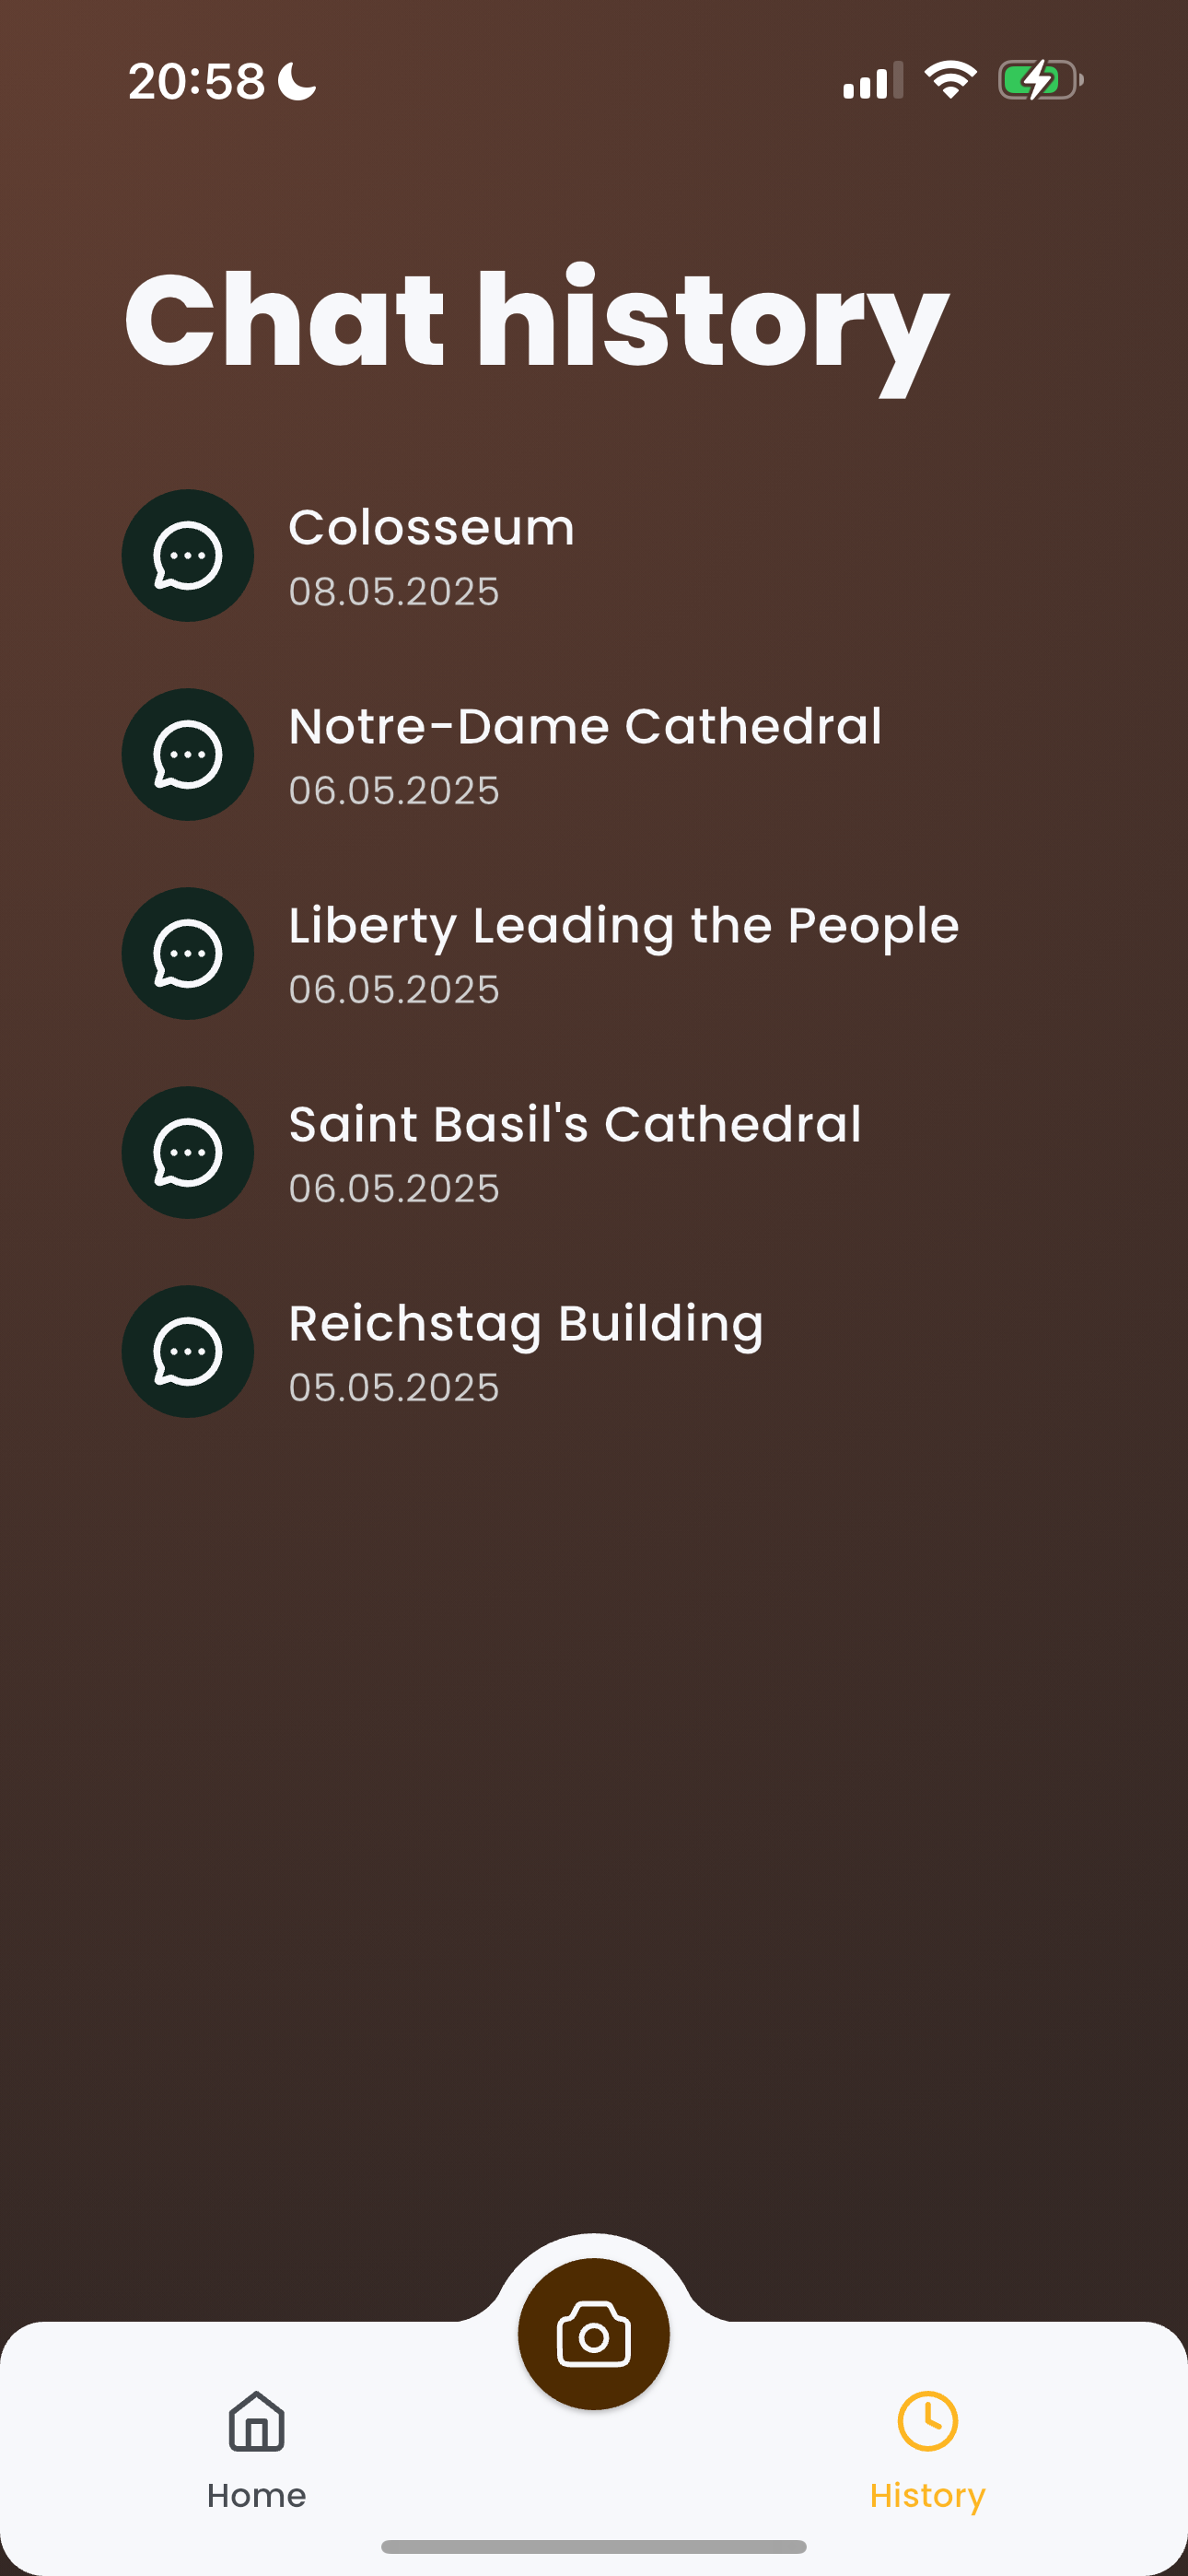 20:58
Chat history
Colosseum
08.05.2025
Notre-Dame Cathedral
06.05.2025
Liberty Leading the People
06.05.2025
Saint Basil's Cathedral
06.05.2025
Reichstag Building
05.05.2025
Home
History